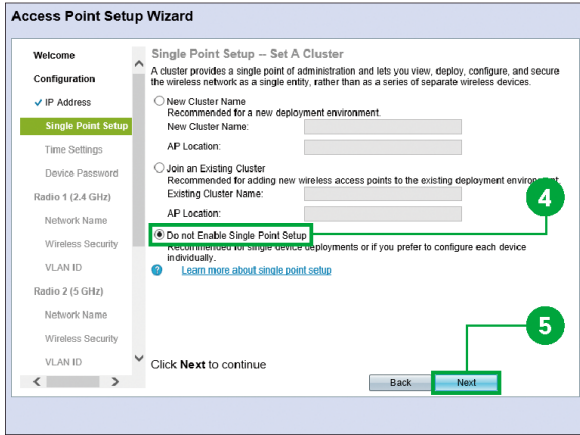 Access Point Setup Wizard
Welcome
Configuration
IP Address
Single Point Setup
Time Settings
Device Password
Radio 1 (2.4 GHz)
Network Name
Wireless Security
VLAN ID
Radio 2 (5 GHz)
Network Name
Wireless Security
VLAN ID
Single Point Setup -- Set A Cluster
A cluster provides a single point of administration and lets you view, deploy, configure, and secure
the wireless network as a single entity, rather than as a series of separate wireless devices.
New Cluster Name
Recommended for a new deployment environment.
New Cluster Name:
AP Location:
Join an Existing Cluster
Recommended for adding new wireless access points to the existing deployment environment.
Existing Cluster Name:
AP Location:
4
Do not Enable Single Point Setup
Recommended for single device deployments or if you prefer to configure each device
individually.
Learn more about single point setup
5
Click Next to continue
Back
Next